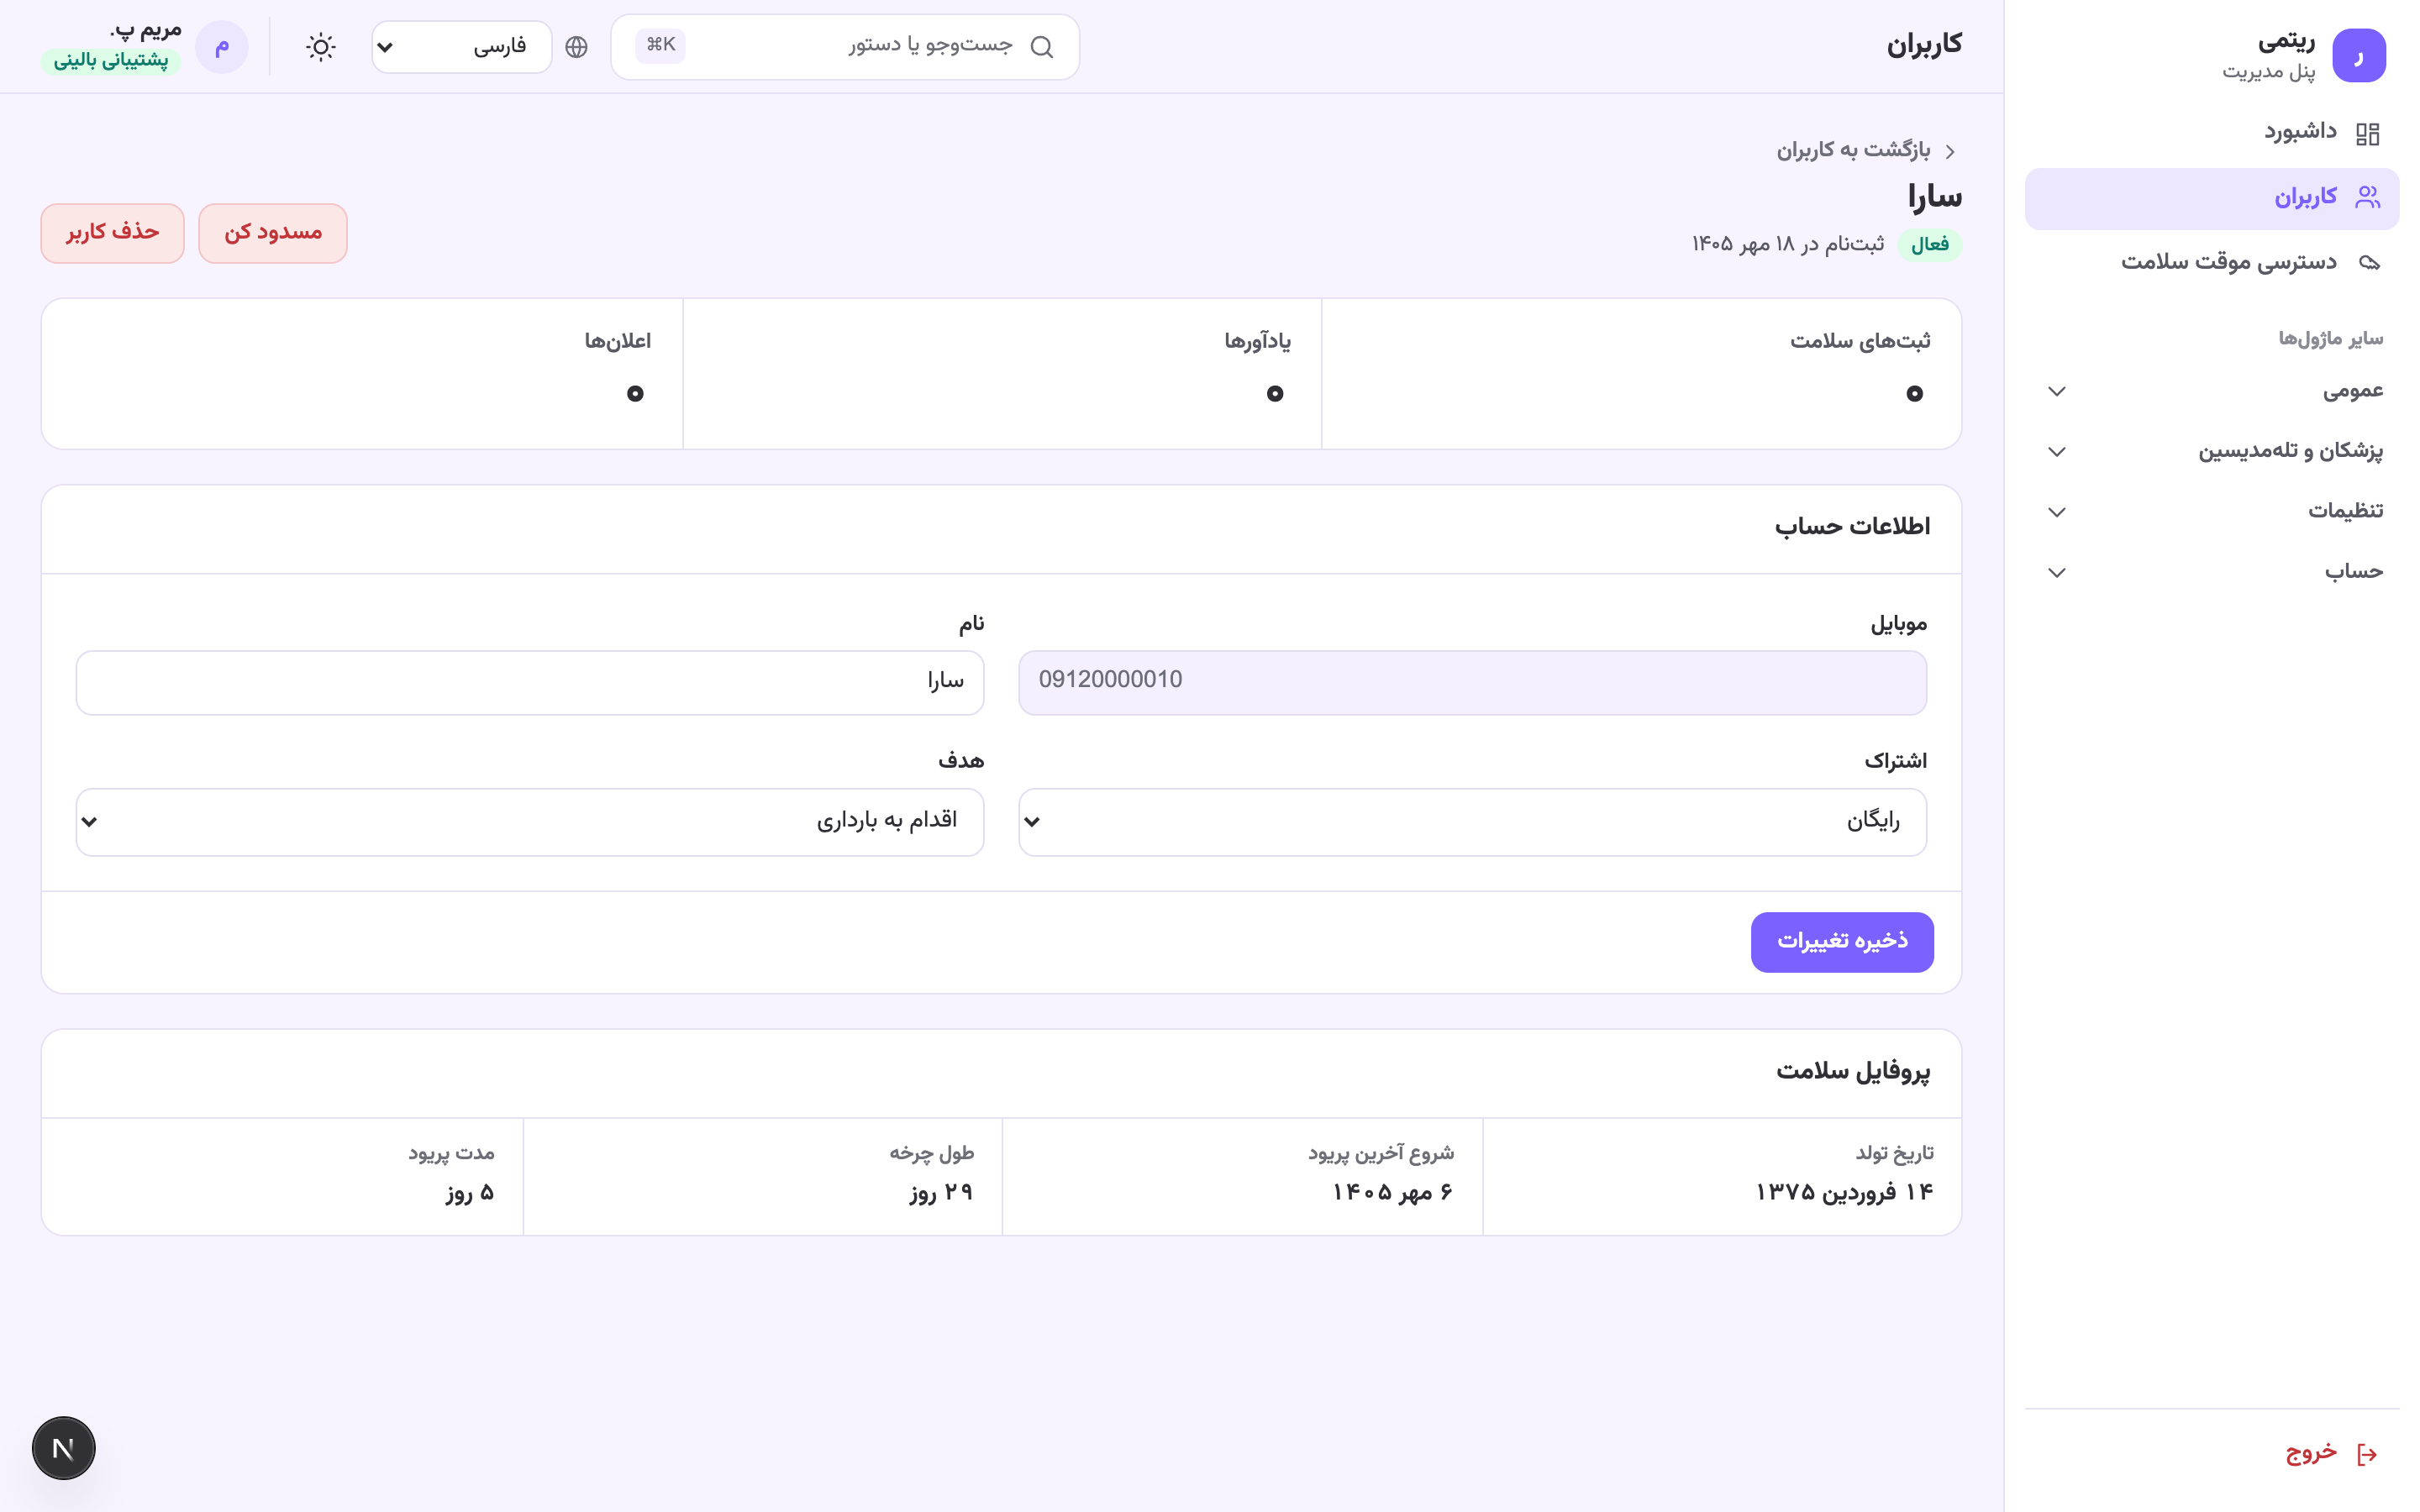 ر
ریتمی
پنل مدیریت
داشبورد
کاربران
دسترسی موقت سلامت
سایر ماژول‌ها
عمومی
پزشکان و تله‌مدیسین
تنظیمات
حساب
خروج
کاربران
جست‌وجو یا دستور
⌘K
فارسی
م
مریم پ.
پشتیبانی بالینی
بازگشت به کاربران
سارا
فعال ثبت‌نام در ۱۸ مهر ۱۴۰۵
مسدود کن
حذف کاربر
ثبت‌های سلامت
۰
یادآورها
۰
اعلان‌ها
۰
اطلاعات حساب
موبایل
09120000010
نام
سارا
اشتراک
رایگان
هدف
اقدام به بارداری
ذخیره تغییرات
پروفایل سلامت
تاریخ تولد
۱۴ فروردین ۱۳۷۵
شروع آخرین پریود
۶ مهر ۱۴۰۵
طول چرخه
۲۹ روز
مدت پریود
۵ روز
N